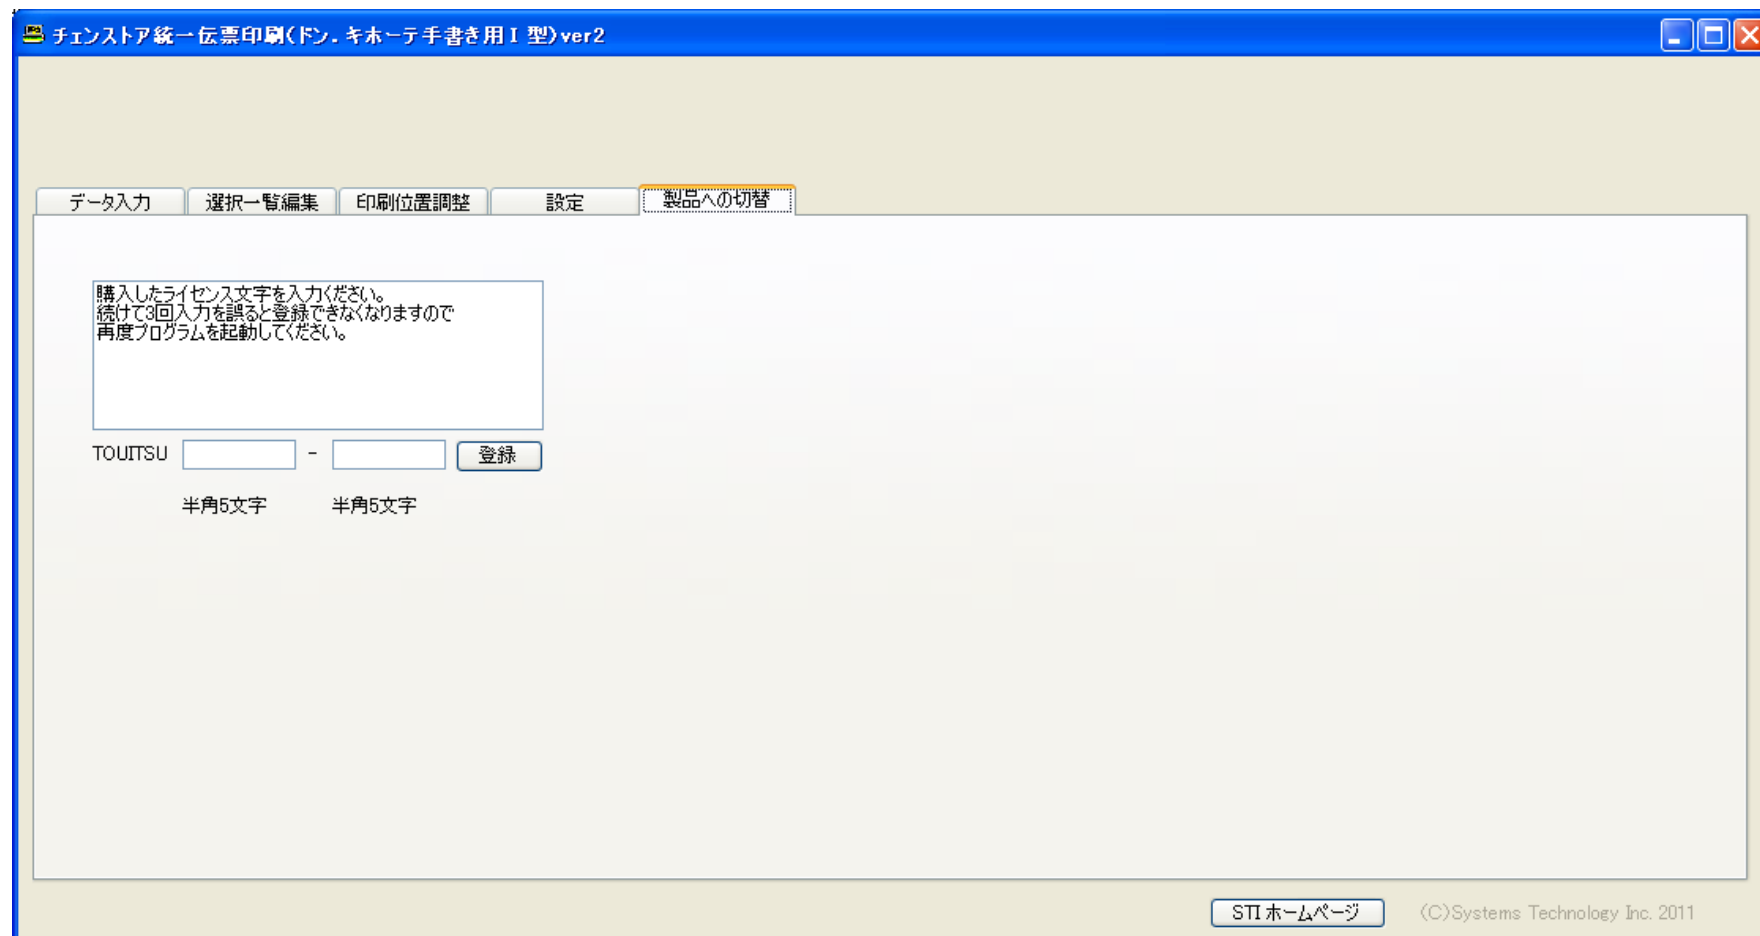 チェンストア統一伝票印刷(ドン.キホーテ手書き用Ⅰ型)ver2
データ入力 選択一覧編集 印刷位置調整 設定 製品への切替
購入したライセンス文字を入力ください。
続けて3回入力を誤ると登録できなくなりますので
再度プログラムを起動してください。
TOUITSU - 登録
半角5文字 半角5文字
STIホームページ (C)Systems Technology Inc. 2011